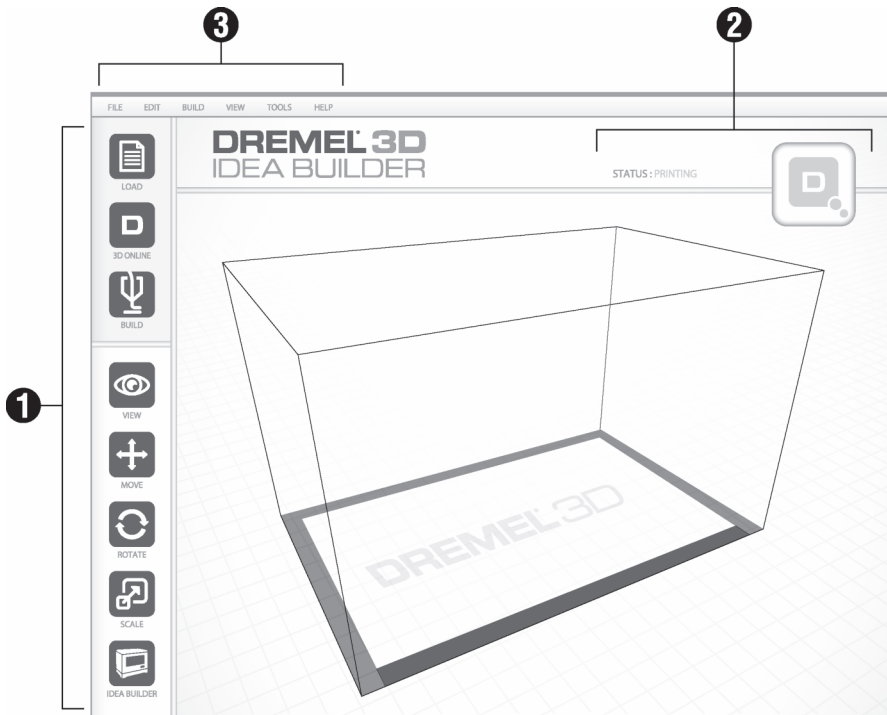 3
2
FILE EDIT BUILD VIEW TOOLS HELP
DREMEL 3D
IDEA BUILDER
STATUS : PRINTING
D
LOAD
D
3D ONLINE
BUILD
1
VIEW
MOVE
ROTATE
SCALE
IDEA BUILDER
DREMEL 3D